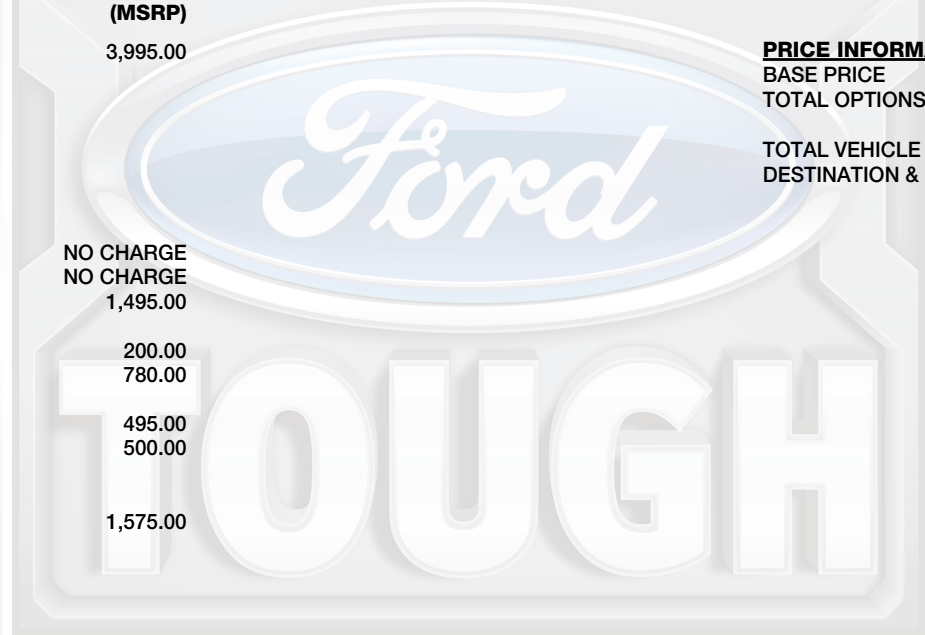 (MSRP)
3,995.00
NO CHARGE
NO CHARGE
1,495.00
200.00
780.00
495.00
500.00
1,575.00
PRICE INFORMA
BASE PRICE
TOTAL OPTIONS
TOTAL VEHICLE
DESTINATION &
Ford
TOUGH